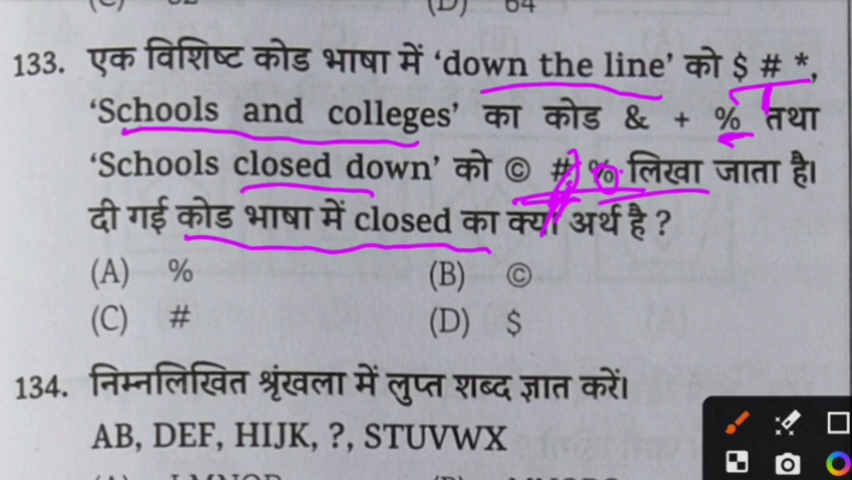 (D) 64
133. एक विशिष्ट कोड भाषा में ‘down the line’ को $ # *,
‘Schools and colleges’ का कोड & + % तथा
‘Schools closed down’ को © # % लिखा जाता है।
दी गई कोड भाषा में closed का क्या अर्थ है ?
(A) % (B) ©
(C) # (D) $
134. निम्नलिखित श्रृंखला में लुप्त शब्द ज्ञात करें।
AB, DEF, HIJK, ?, STUVWX